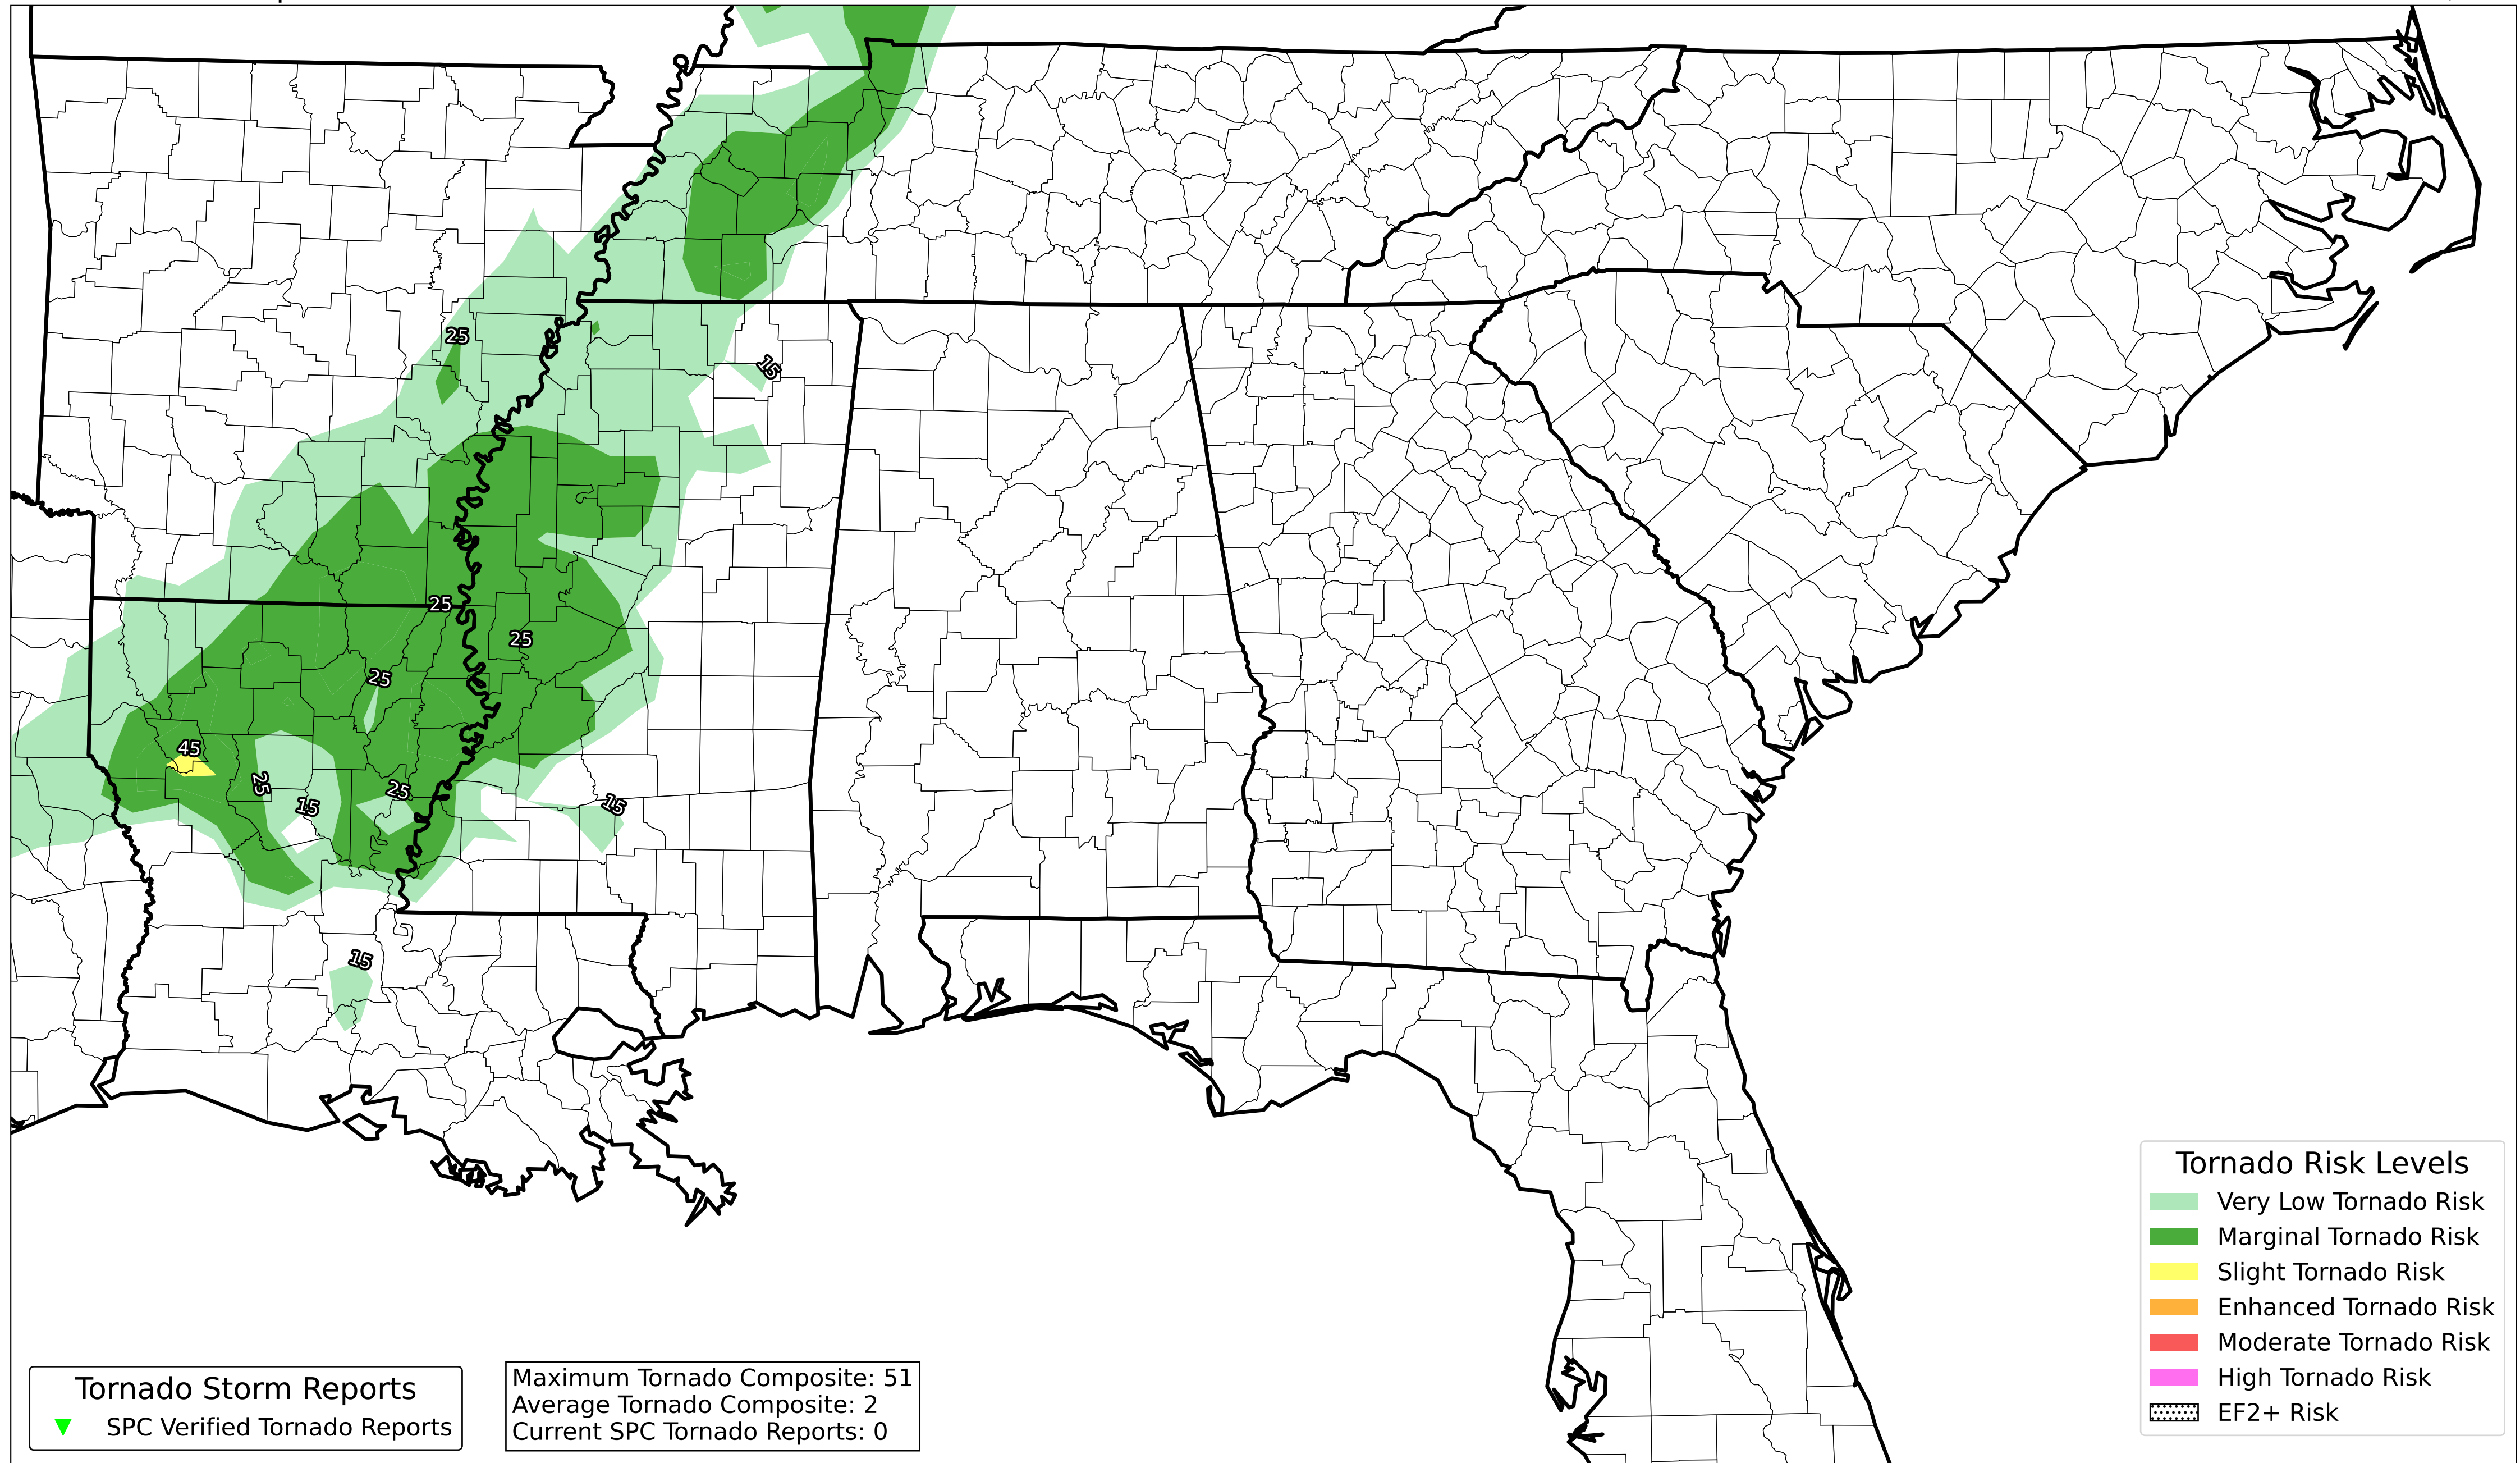 25
15
25
25
25
45
25
15
25
15
15
Tornado Risk Levels
Very Low Tornado Risk
Marginal Tornado Risk
Slight Tornado Risk
Enhanced Tornado Risk
Moderate Tornado Risk
High Tornado Risk
EF2+ Risk
Tornado Storm Reports
SPC Verified Tornado Reports
Maximum Tornado Composite: 51
Average Tornado Composite: 2
Current SPC Tornado Reports: 0